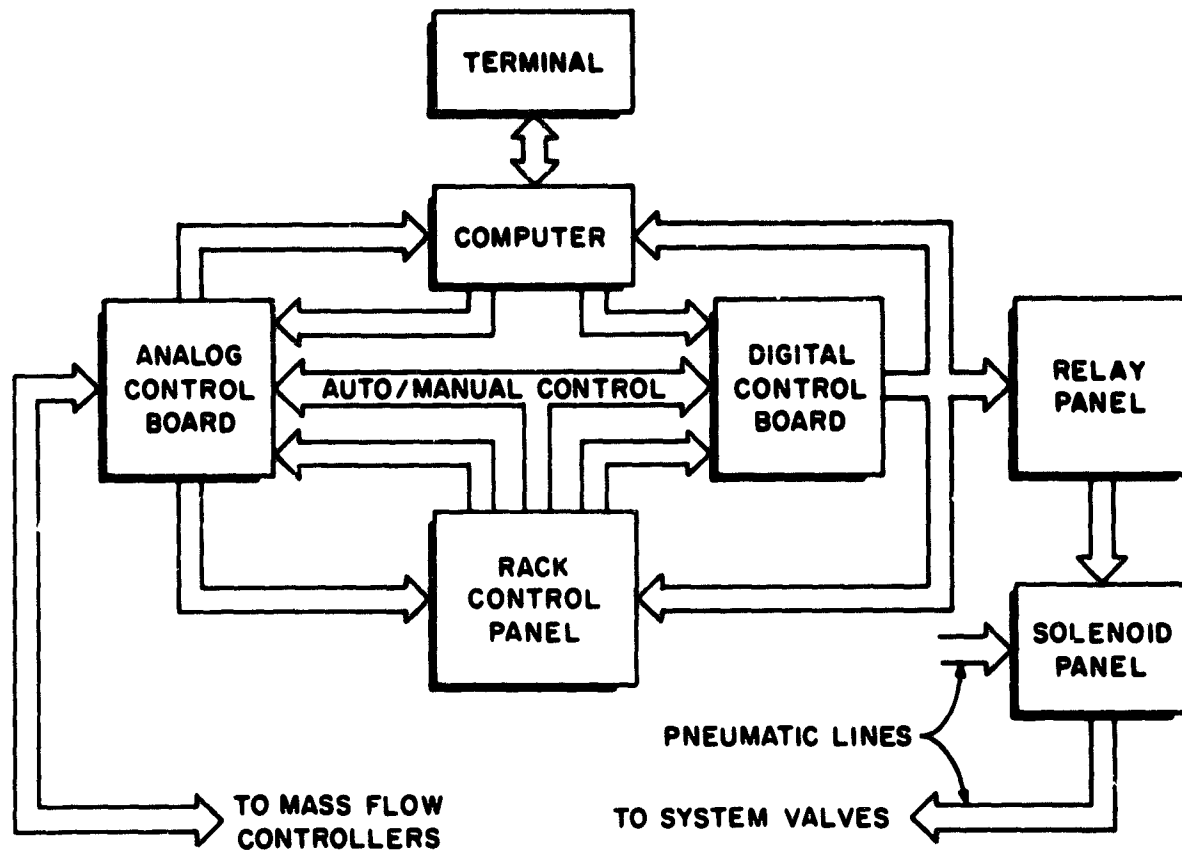 TERMINAL
COMPUTER
ANALOG
CONTROL
BOARD
AUTO/MANUAL CONTROL
DIGITAL
CONTROL
BOARD
RELAY
PANEL
RACK
CONTROL
PANEL
SOLENOID
PANEL
PNEUMATIC LINES
TO MASS FLOW
CONTROLLERS
TO SYSTEM VALVES